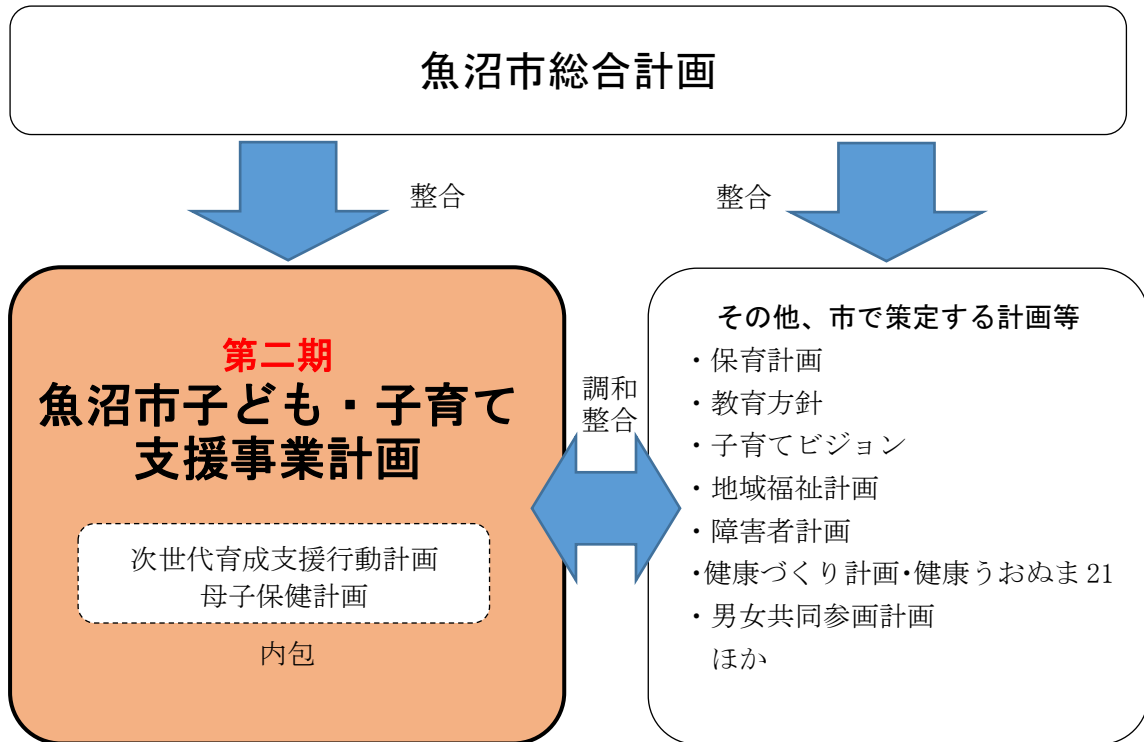 魚沼市総合計画
整合
整合
第二期
魚沼市子ども・子育て
支援事業計画
次世代育成支援行動計画
母子保健計画
内包
調和
整合
その他、市で策定する計画等
・保育計画
・教育方針
・子育てビジョン
・地域福祉計画
・障害者計画
・健康づくり計画・健康うおぬま21
・男女共同参画計画
ほか